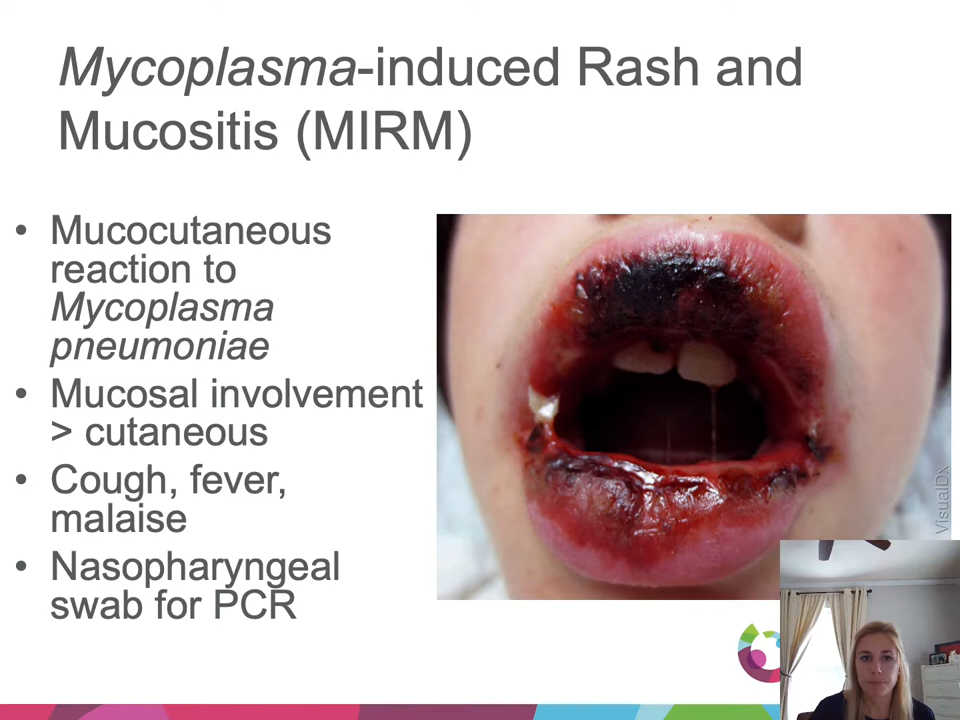 Mycoplasma-induced Rash and
Mucositis (MIRM)
• Mucocutaneous
reaction to
Mycoplasma
pneumoniae
• Mucosal involvement
> cutaneous
• Cough, fever,
malaise
• Nasopharyngeal
swab for PCR
VisualDx